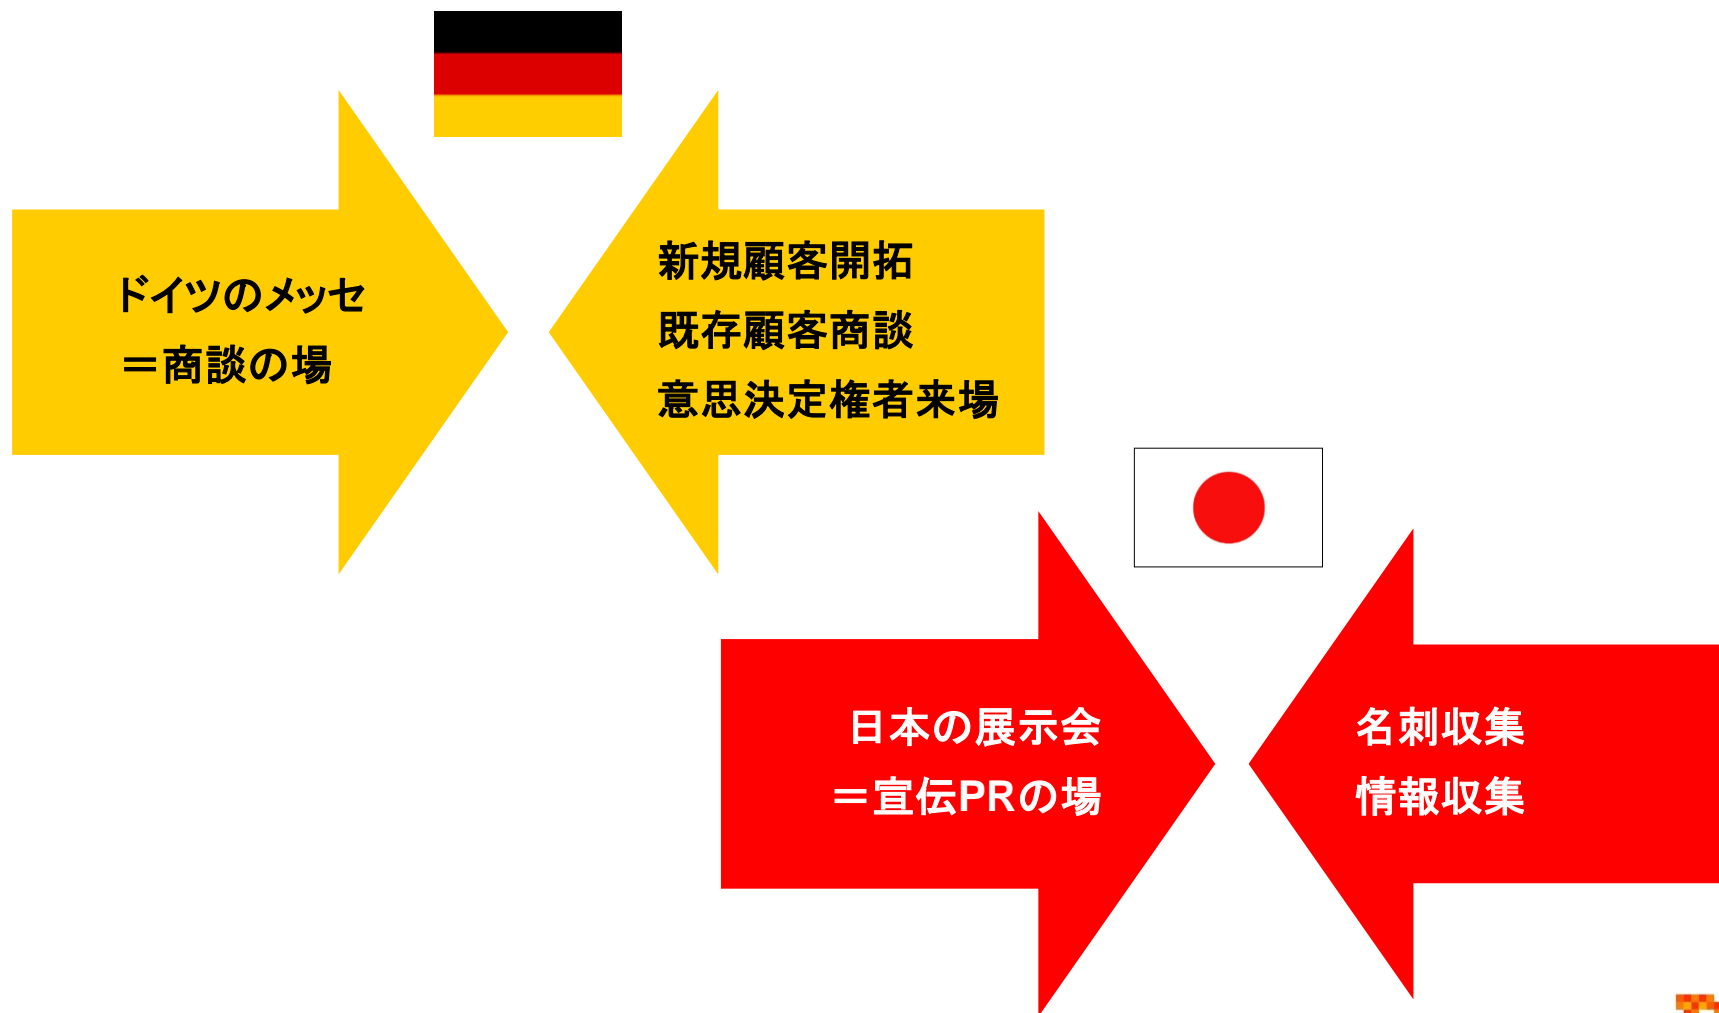 ドイツのメッセ
＝商談の場
新規顧客開拓
既存顧客商談
意思決定権者来場
日本の展示会
＝宣伝PRの場
名刺収集
情報収集